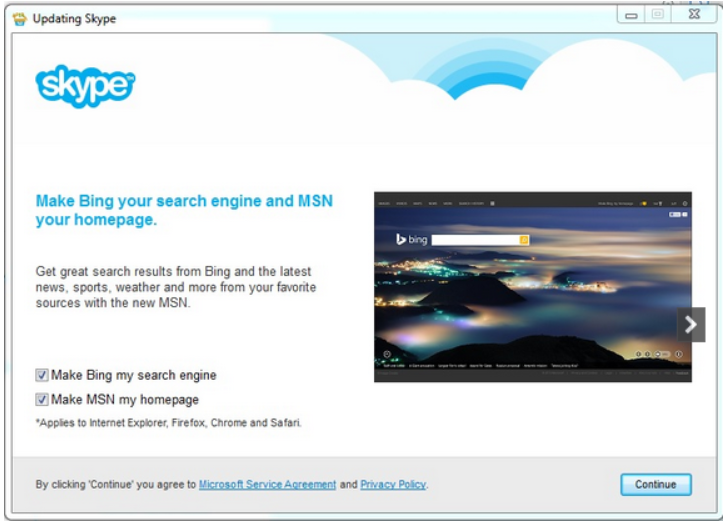 Updating Skype
skype
Make Bing your search engine and MSN
your homepage.
Get great search results from Bing and the latest
news, sports, weather and more from your favorite
sources with the new MSN.
bing
Make Bing my search engine
Make MSN my homepage
*Applies to Internet Explorer, Firefox, Chrome and Safari.
By clicking 'Continue' you agree to Microsoft Service Agreement and Privacy Policy.
Continue